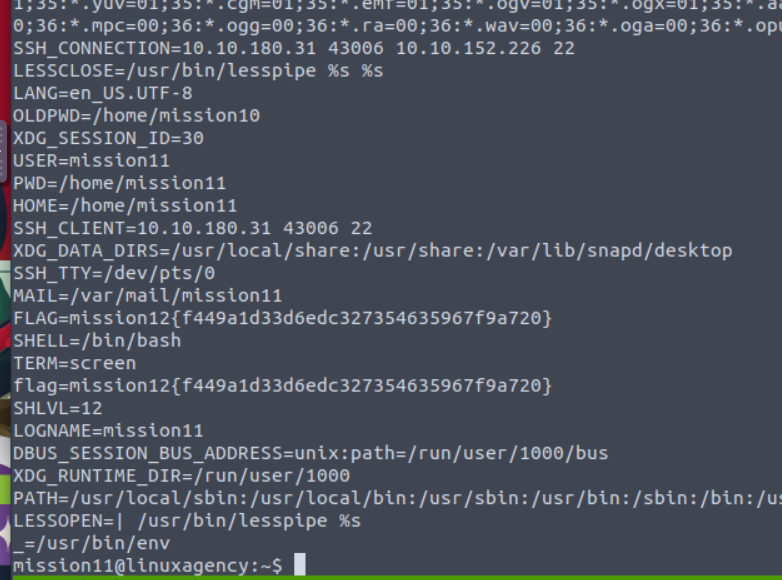 1;35:*.yuv=01;35:*.cgm=01;35:*.emf=01;35:*.ogv=01;35:*.ogx=01;35:*.aa
0;36:*.mpc=00;36:*.ogg=00;36:*.ra=00;36:*.wav=00;36:*.oga=00;36:*.opu
SSH_CONNECTION=10.10.180.31 43006 10.10.152.226 22
LESSCLOSE=/usr/bin/lesspipe %s %s
LANG=en_US.UTF-8
OLDPWD=/home/mission10
XDG_SESSION_ID=30
USER=mission11
PWD=/home/mission11
HOME=/home/mission11
SSH_CLIENT=10.10.180.31 43006 22
XDG_DATA_DIRS=/usr/local/share:/usr/share:/var/lib/snapd/desktop
SSH_TTY=/dev/pts/0
MAIL=/var/mail/mission11
FLAG=mission12{f449a1d33d6edc327354635967f9a720}
SHELL=/bin/bash
TERM=screen
flag=mission12{f449a1d33d6edc327354635967f9a720}
SHLVL=12
LOGNAME=mission11
DBUS_SESSION_BUS_ADDRESS=unix:path=/run/user/1000/bus
XDG_RUNTIME_DIR=/run/user/1000
PATH=/usr/local/sbin:/usr/local/bin:/usr/sbin:/usr/bin:/sbin:/bin:/us
LESSOPEN=| /usr/bin/lesspipe %s
_=/usr/bin/env
mission11@linuxagency:~$